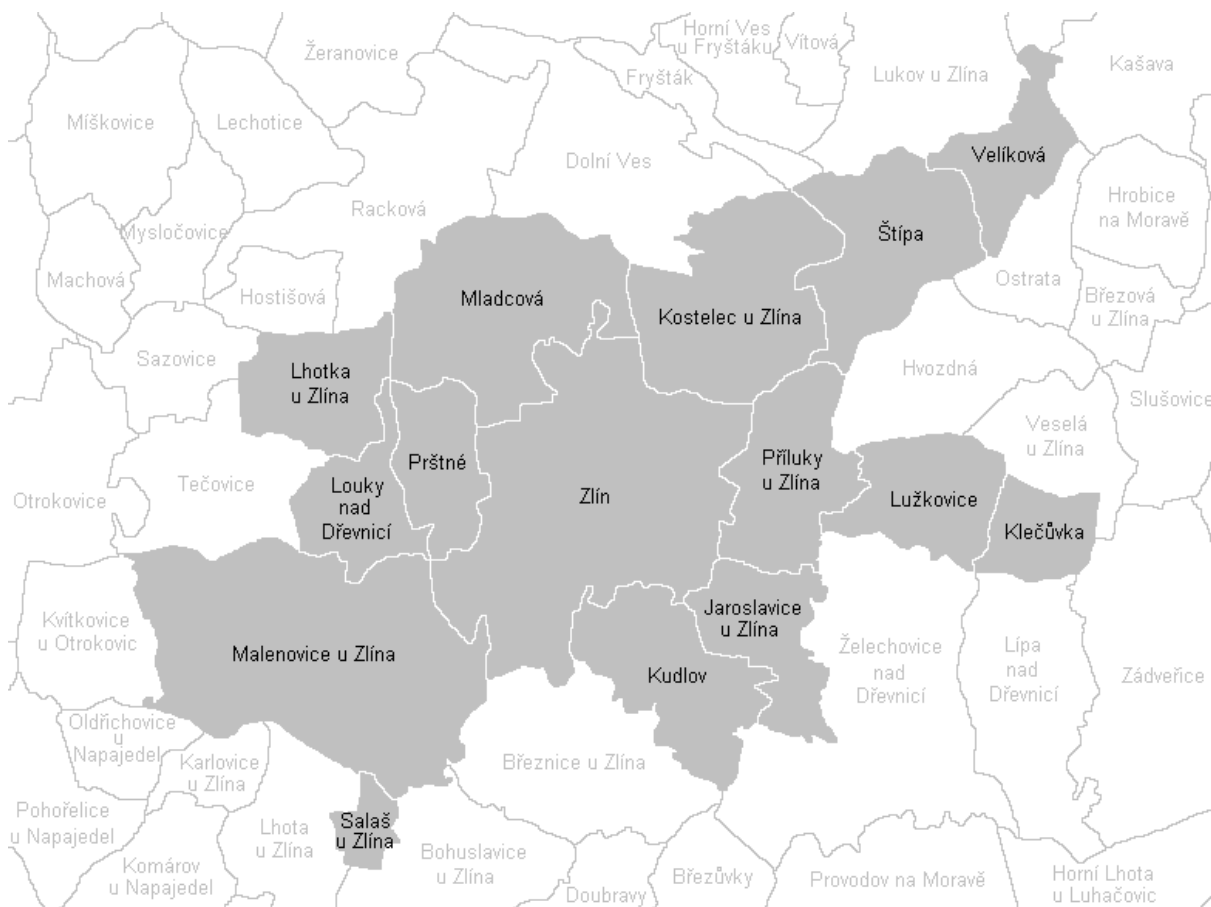 Horní Ves
u Fryštáku
Vítová
Žeranovice
Fryšták
Lukov u Zlína
Kašava
Míškovice
Lechotice
Dolní Ves
Velíková
Hrobice
na Moravě
Racková
Mysločovice
Štípa
Machová
Hostišová
Mladcová
Ostrata
Březová
u Zlína
Kostelec u Zlína
Sazovice
Lhotka
u Zlína
Hvozdná
Slušovice
Veselá
u Zlína
Prštné
Příluky
u Zlína
Tečovice
Louky
nad
Dřevnicí
Zlín
Otrokovice
Lužkovice
Klečůvka
Kvítkovice
u Otrokovic
Jaroslavice
u Zlína
Malenovice u Zlína
Želechovice
nad
Dřevnicí
Lípa
nad
Dřevnicí
Kudlov
Zádveřice
Oldřichovice
u
Napajedel
Karlovice
u Zlína
Březnice u Zlína
Pohořelice
u Napajedel
Lhota
u Zlína
Salaš
u Zlína
Komárov
u Napajedel
Bohuslavice
u Zlína
Doubravy
Březůvky
Provodov na Moravě
Horní Lhota
u Luhačovic